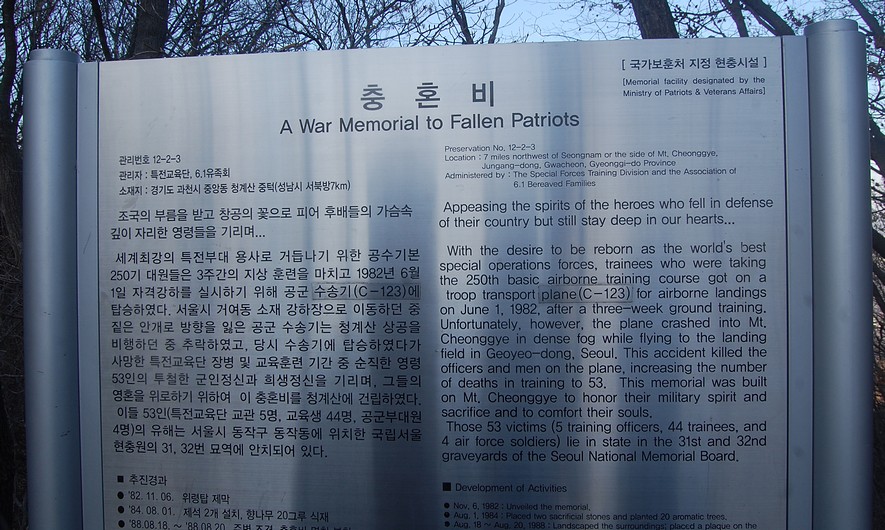 [ 국가보훈처 지정 현충시설 ]
[Memorial facility designated by the
Ministry of Patriots & Veterans Affairs]
충 혼 비
A War Memorial to Fallen Patriots
관리번호 12-2-3
관리자 : 특전교육단, 6.1유족회
소재지 : 경기도 과천시 중앙동 청계산 중턱(성남시 서북방7km)
조국의 부름을 받고 창공의 꽃으로 피어 후배들의 가슴속
깊이 자리한 영령들을 기리며...
세계최강의 특전부대 용사로 거듭나기 위한 공수기본
250기 대원들은 3주간의 지상 훈련을 마치고 1982년 6월
1일 자격강하를 실시하기 위해 공군 수송기(C-123)에
탑승하였다. 서울시 거여동 소재 강하장으로 이동하던 중
짙은 안개로 방향을 잃은 공군 수송기는 청계산 상공을
비행하던 중 추락하였고, 당시 수송기에 탑승하였다가
사망한 특전교육단 장병 및 교육훈련 기간 중 순직한 영령
53인의 투철한 군인정신과 희생정신을 기리며, 그들의
영혼을 위로하기 위하여 이 충혼비를 청계산에 건립하였다.
이들 53인(특전교육단 교관 5명, 교육생 44명, 공군부대원
4명)의 유해는 서울시 동작구 동작동에 위치한 국립서울
현충원의 31, 32번 묘역에 안치되어 있다.
■ 추진경과
● '82. 11. 06. 위령탑 제막
● '84. 08. 01. 제석 2개 설치, 향나무 20그루 식재
● '88.08.18. ~ '88.08.20. 주변 조경
Preservation No. 12-2-3
Location : 7 miles northwest of Seongnam or the side of Mt. Cheonggye,
Jungang-dong, Gwacheon, Gyeonggi-do Province
Administered by : The Special Forces Training Division and the Association of
6.1 Bereaved Families
Appeasing the spirits of the heroes who fell in defense
of their country but still stay deep in our hearts...
With the desire to be reborn as the world's best
special operations forces, trainees who were taking
the 250th basic airborne training course got on a
troop transport plane(C-123) for airborne landings
on June 1, 1982, after a three-week ground training.
Unfortunately, however, the plane crashed into Mt.
Cheonggye in dense fog while flying to the landing
field in Geoyeo-dong, Seoul. This accident killed the
officers and men on the plane, increasing the number
of deaths in training to 53. This memorial was built
on Mt. Cheonggye to honor their military spirit and
sacrifice and to comfort their souls.
Those 53 victims (5 training officers, 44 trainees, and
4 air force soldiers) lie in state in the 31st and 32nd
graveyards of the Seoul National Memorial Board.
■ Development of Activities
● Nov, 6, 1982 : Unveiled the memorial.
● Aug. 1, 1984 : Placed two sacrificial stones and planted 20 aromatic trees.
● Aug. 18 ~ Aug. 20, 1988 : Landscaped the surroundings; placed a plaque on the